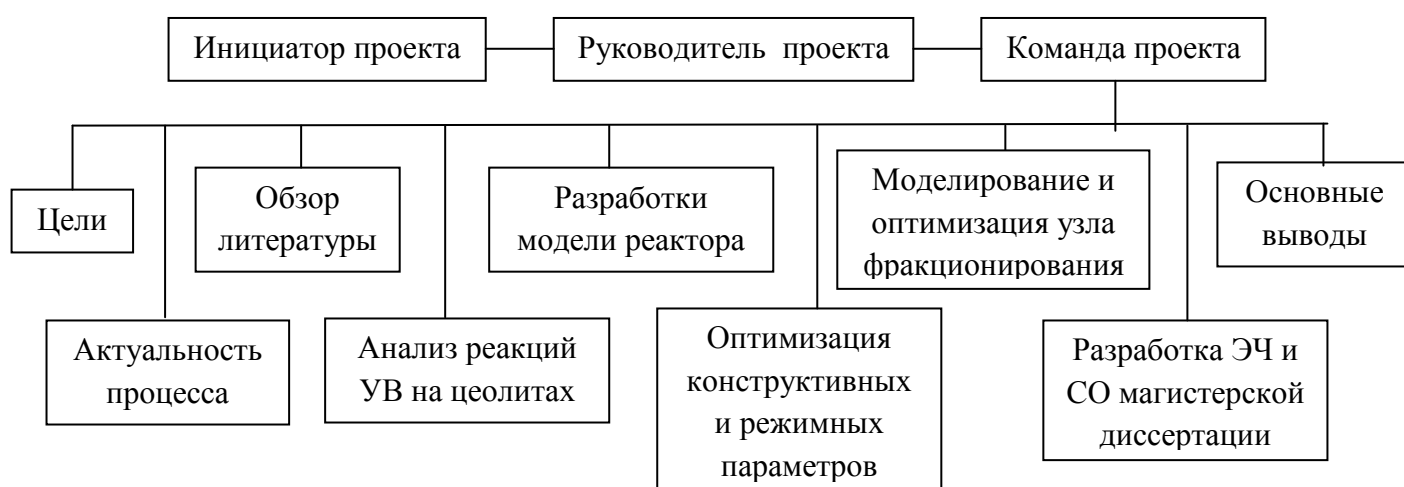 Инициатор проекта
Руководитель проекта
Команда проекта
Цели
Обзор
литературы
Разработки
модели реактора
Моделирование и
оптимизация узла
фракционирования
Основные
выводы
Актуальность
процесса
Анализ реакций
УВ на цеолитах
Оптимизация
конструктивных
и режимных
параметров
Разработка ЭЧ и
СО магистерской
диссертации